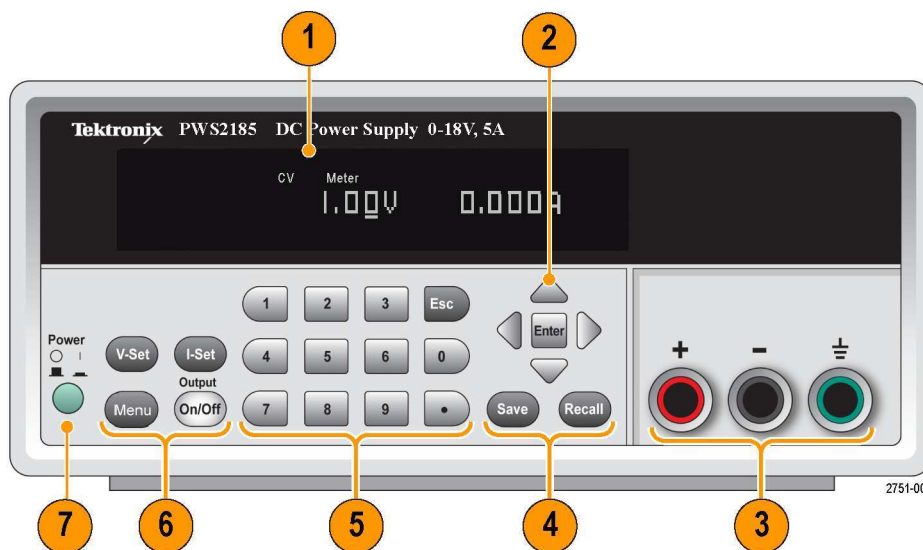 1
2
Tektronix PWS2185 DC Power Supply 0-18V, 5A
CV Meter
1.00V 0.000A
1 2 3 Esc
Power
V-Set I-Set 4 5 6 0 Enter
+ - 
Output
Menu On/Off 7 8 9 • Save Recall
2751-00
7 6 5 4 3